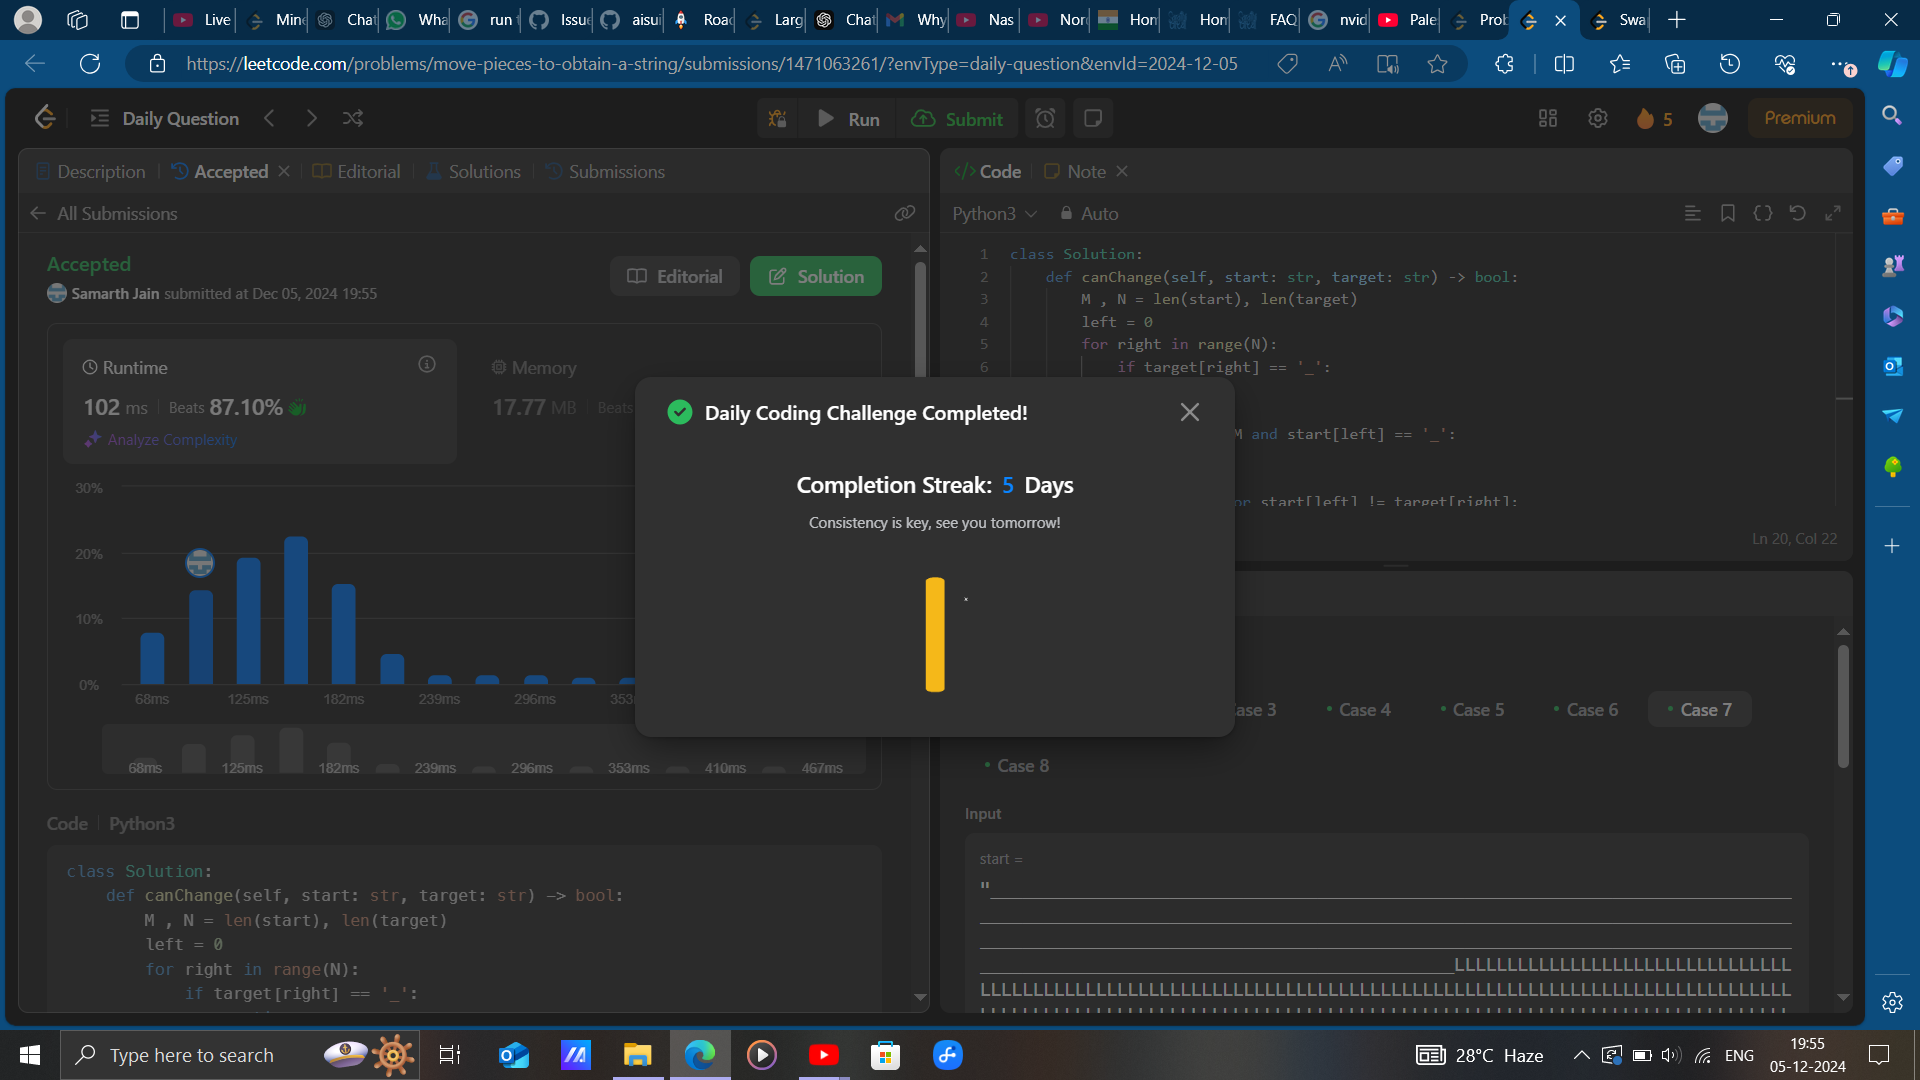 Live
Mine
Chat
Wha
run
Issue
aisui
Road
Larg
Chat
Why
Nas
Nor
Hom
Hom
FAQ
nvid
Pale
Prob
Swa
https://leetcode.com/problems/move-pieces-to-obtain-a-string/submissions/1471063261/?envType=daily-question&envId=2024-12-05
Daily Question
Run
Submit
5
Premium
Description
Accepted
Editorial
Solutions
Submissions
All Submissions
Accepted
Samarth Jain submitted at Dec 05, 2024 19:55
Editorial
Solution
Runtime
102 ms
Beats 87.10%
Analyze Complexity
Memory
17.77 MB
Beats
30%
20%
10%
0%
68ms 125ms 182ms 239ms 296ms 353
68ms 125ms 182ms 239ms 296ms 353ms 410ms 467ms
Code | Python3
class Solution:
def canChange(self, start: str, target: str) -> bool:
M , N = len(start), len(target)
left = 0
for right in range(N):
if target[right] == '_':
Daily Coding Challenge Completed!
Completion Streak: 5 Days
Consistency is key, see you tomorrow!
</> Code
Note
Python3
Auto
1 class Solution:
2 def canChange(self, start: str, target: str) -> bool:
3 M , N = len(start), len(target)
4 left = 0
5 for right in range(N):
6 if target[right] == '_':
M and start[left] == '_':
or start[left] != target[right]:
Ln 20, Col 22
ase 3
Case 4
Case 5
Case 6
Case 7
Case 8
Input
start =
Type here to search
28°C Haze
ENG
19:55
05-12-2024